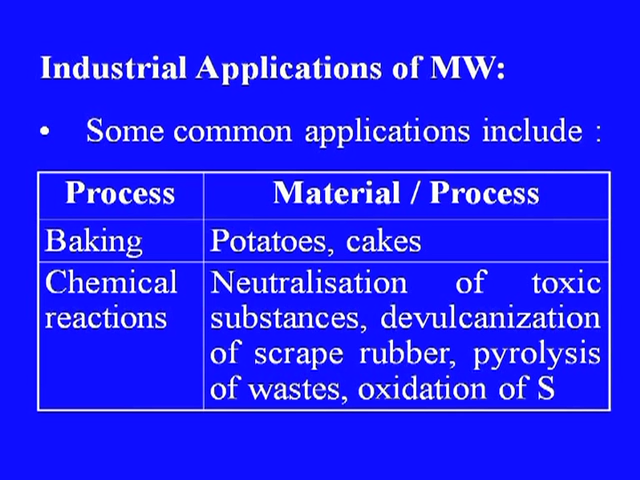 Industrial Applications of MW:
• Some common applications include :
Process Material / Process
Baking Potatoes, cakes
Chemical Neutralisation of toxic
reactions substances, devulcanization
of scrape rubber, pyrolysis
of wastes, oxidation of S